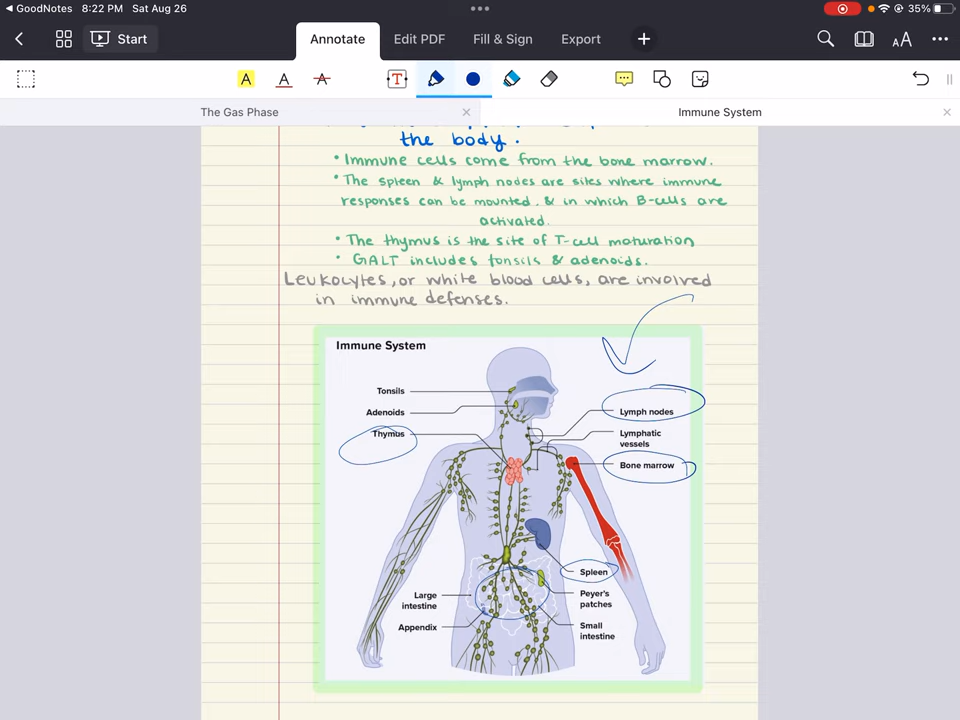 GoodNotes 8:22 PM Sat Aug 26 35%
Start Annotate Edit PDF Fill & Sign Export
The Gas Phase Immune System
the body.
• Immune cells come from the bone marrow.
• The spleen & lymph nodes are sites where immune
responses can be mounted, & in which B-cells are
activated.
• The thymus is the site of T-cell maturation
• GALT includes tonsils & adenoids.
Leukocytes, or white blood cells, are involved
in immune defenses.
Immune System
Tonsils
Adenoids
Thymus
Lymph nodes
Lymphatic
vessels
Bone marrow
Spleen
Large
intestine
Peyer's
patches
Appendix
Small
intestine